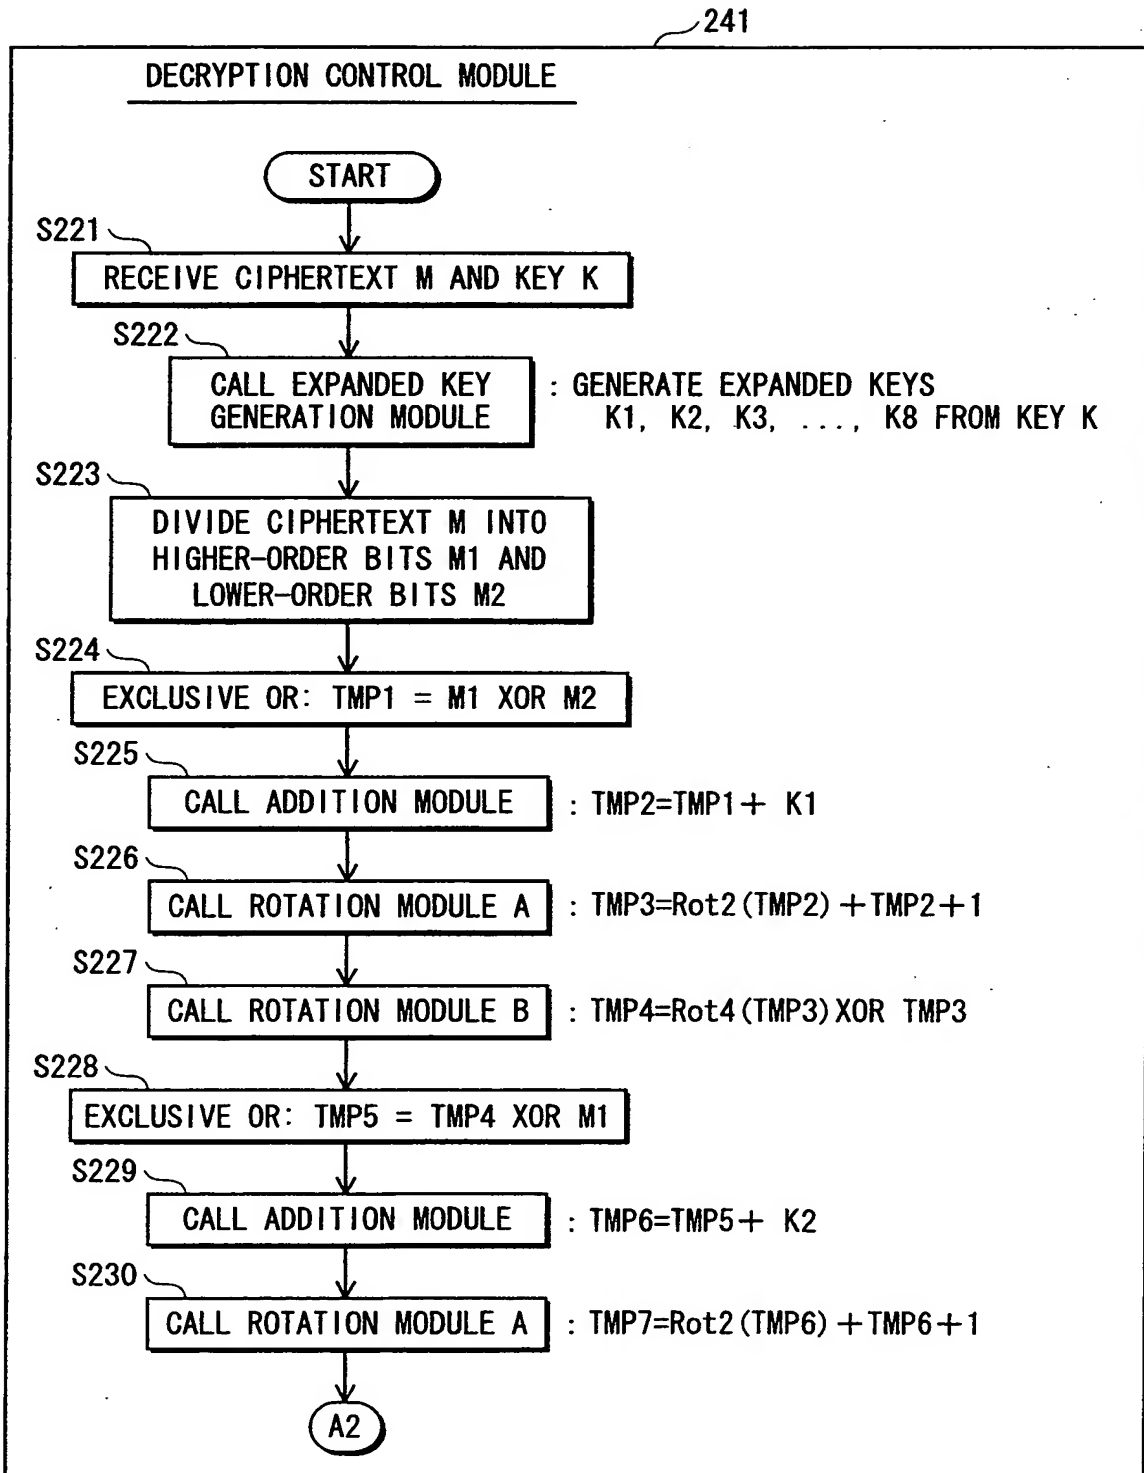 241
DECRYPTION CONTROL MODULE
START
S221
RECEIVE CIPHERTEXT M AND KEY K
S222
CALL EXPANDED KEY
GENERATION MODULE
: GENERATE EXPANDED KEYS
K1, K2, K3, ..., K8 FROM KEY K
S223
DIVIDE CIPHERTEXT M INTO
HIGHER-ORDER BITS M1 AND
LOWER-ORDER BITS M2
S224
EXCLUSIVE OR: TMP1 = M1 XOR M2
S225
CALL ADDITION MODULE : TMP2=TMP1+ K1
S226
CALL ROTATION MODULE A : TMP3=Rot2(TMP2)+TMP2+1
S227
CALL ROTATION MODULE B : TMP4=Rot4(TMP3)XOR TMP3
S228
EXCLUSIVE OR: TMP5 = TMP4 XOR M1
S229
CALL ADDITION MODULE : TMP6=TMP5+ K2
S230
CALL ROTATION MODULE A : TMP7=Rot2(TMP6)+TMP6+1
A2